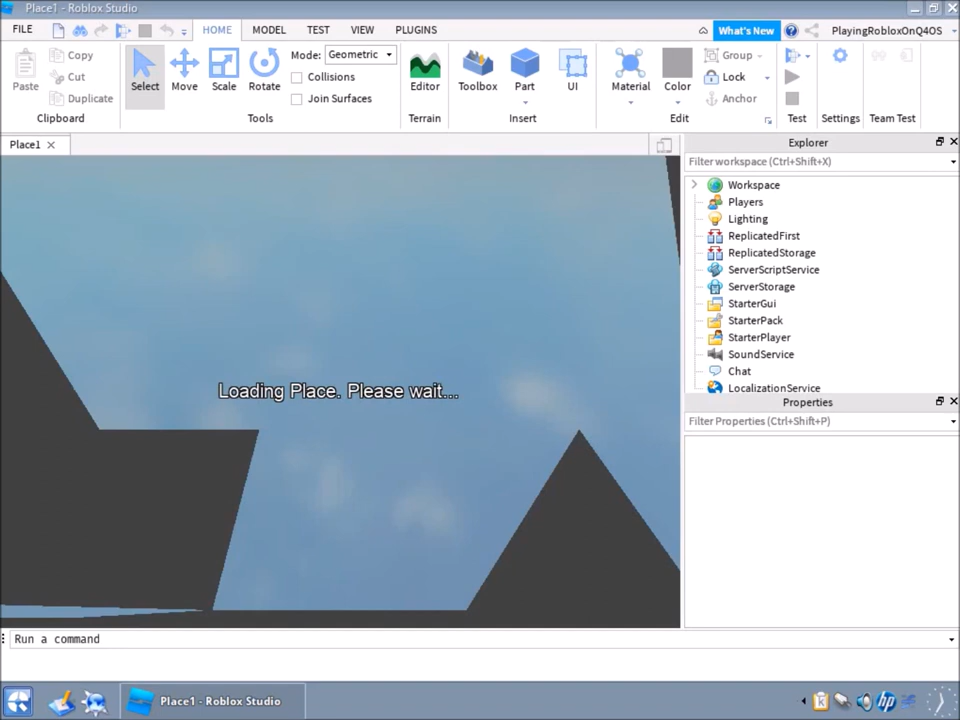 Place1 - Roblox Studio
FILE HOME MODEL TEST VIEW PLUGINS What's New PlayingRobloxOnQ4OS
Paste Copy Cut Duplicate Clipboard
Select Move Scale Rotate Mode: Geometric Collisions Join Surfaces Tools
Editor Terrain
Toolbox Part UI Insert
Material Color Group Lock Anchor Edit
Test Settings Team Test
Place1
Explorer
Filter workspace (Ctrl+Shift+X)
Workspace
Players
Lighting
ReplicatedFirst
ReplicatedStorage
ServerScriptService
ServerStorage
StarterGui
StarterPack
StarterPlayer
SoundService
Chat
LocalizationService
Loading Place. Please wait...
Properties
Filter Properties (Ctrl+Shift+P)
Run a command
Place1 - Roblox Studio
K
hp